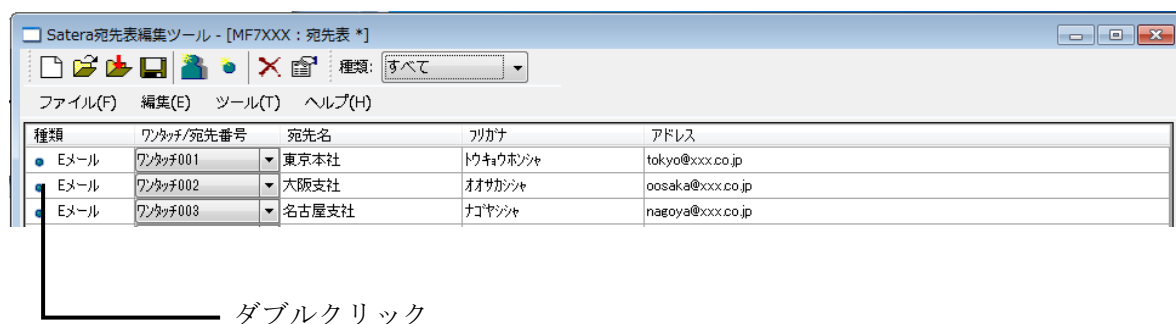 Satera宛先表編集ツール - [MF7XXX：宛先表 *]
種類: すべて
ファイル(F) 編集(E) ツール(T) ヘルプ(H)
種類 ﾜﾝﾀｯﾁ/宛先番号 宛先名 ﾌﾘｶﾞﾅ アドレス
Eメール ﾜﾝﾀｯﾁ001 東京本社 ﾄｳｷｮｳﾎﾝｼｬ tokyo@xxx.co.jp
Eメール ﾜﾝﾀｯﾁ002 大阪支社 ｵｵｻｶｼｼｬ oosaka@xxx.co.jp
Eメール ﾜﾝﾀｯﾁ003 名古屋支社 ﾅｺﾞﾔｼｼｬ nagoya@xxx.co.jp
ダブルクリック